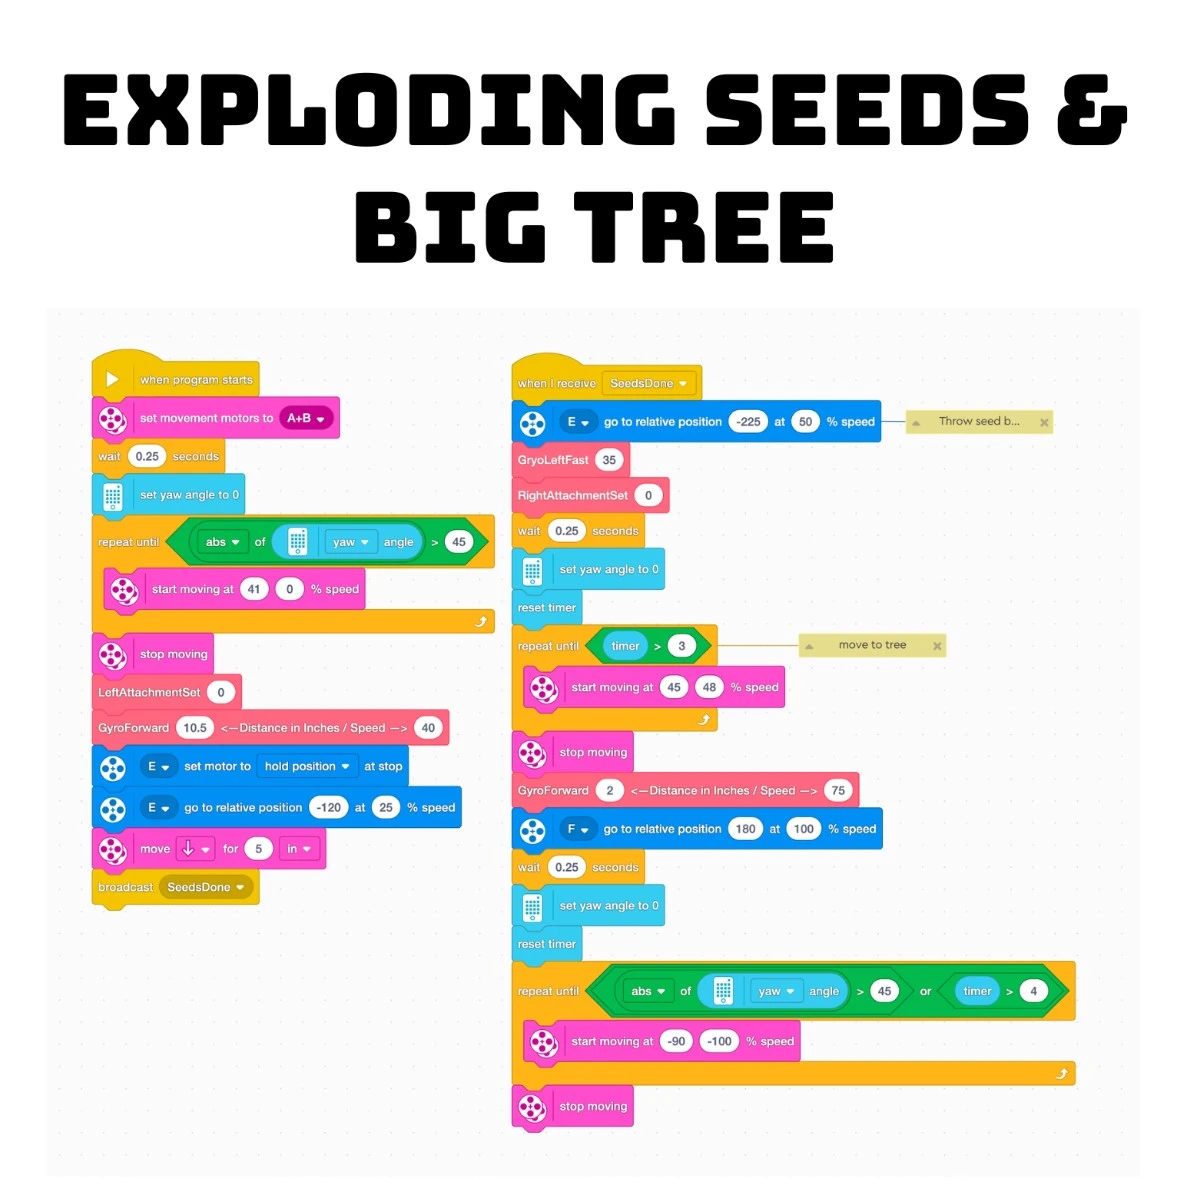 EXPLODING SEEDS &
BIG TREE
when program starts
set movement motors to A+B
wait 0.25 seconds
set yaw angle to 0
repeat until abs of yaw angle > 45
start moving at 41 0 % speed
stop moving
LeftAttachmentSet 0
GyroForward 10.5 <—Distance in Inches / Speed —> 40
E set motor to hold position at stop
E go to relative position -120 at 25 % speed
move ↓ for 5 in
broadcast SeedsDone
when I receive SeedsDone
E go to relative position -225 at 50 % speed
Throw seed b...
GryoLeftFast 35
RightAttachmentSet 0
wait 0.25 seconds
set yaw angle to 0
reset timer
repeat until timer > 3
move to tree
start moving at 45 48 % speed
stop moving
GyroForward 2 <—Distance in Inches / Speed —> 75
F go to relative position 180 at 100 % speed
wait 0.25 seconds
set yaw angle to 0
reset timer
repeat until abs of yaw angle > 45 or timer > 4
start moving at -90 -100 % speed
stop moving